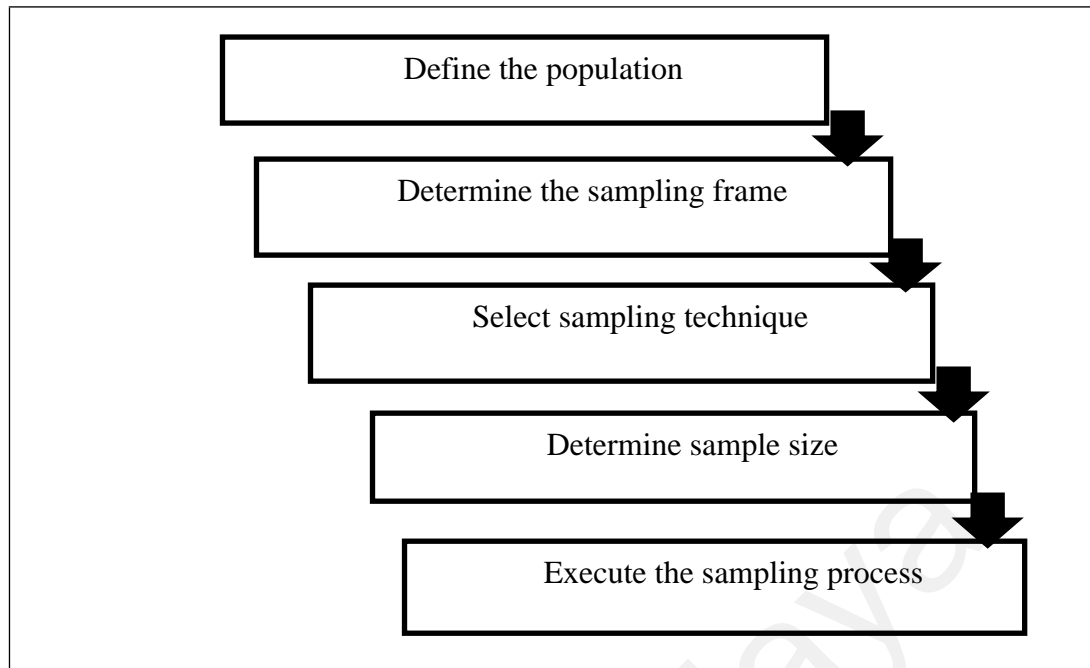 Define the population
Determine the sampling frame
Select sampling technique
Determine sample size
Execute the sampling process